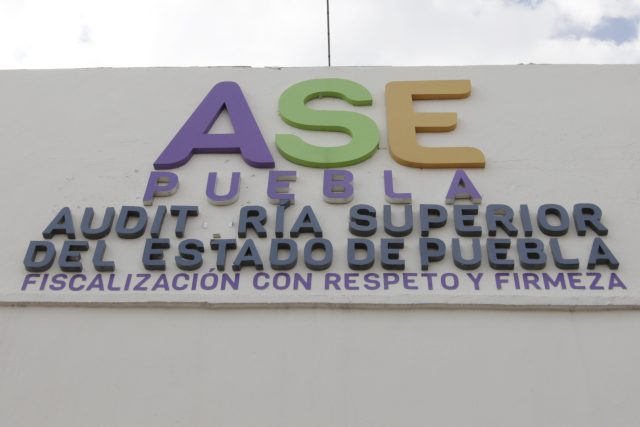 ASE
PUEBLA
AUDIT RÍA SUPERIOR
DEL ESTADO DE PUEBLA
FISCALIZACIÓN CON RESPETO Y FIRMEZA